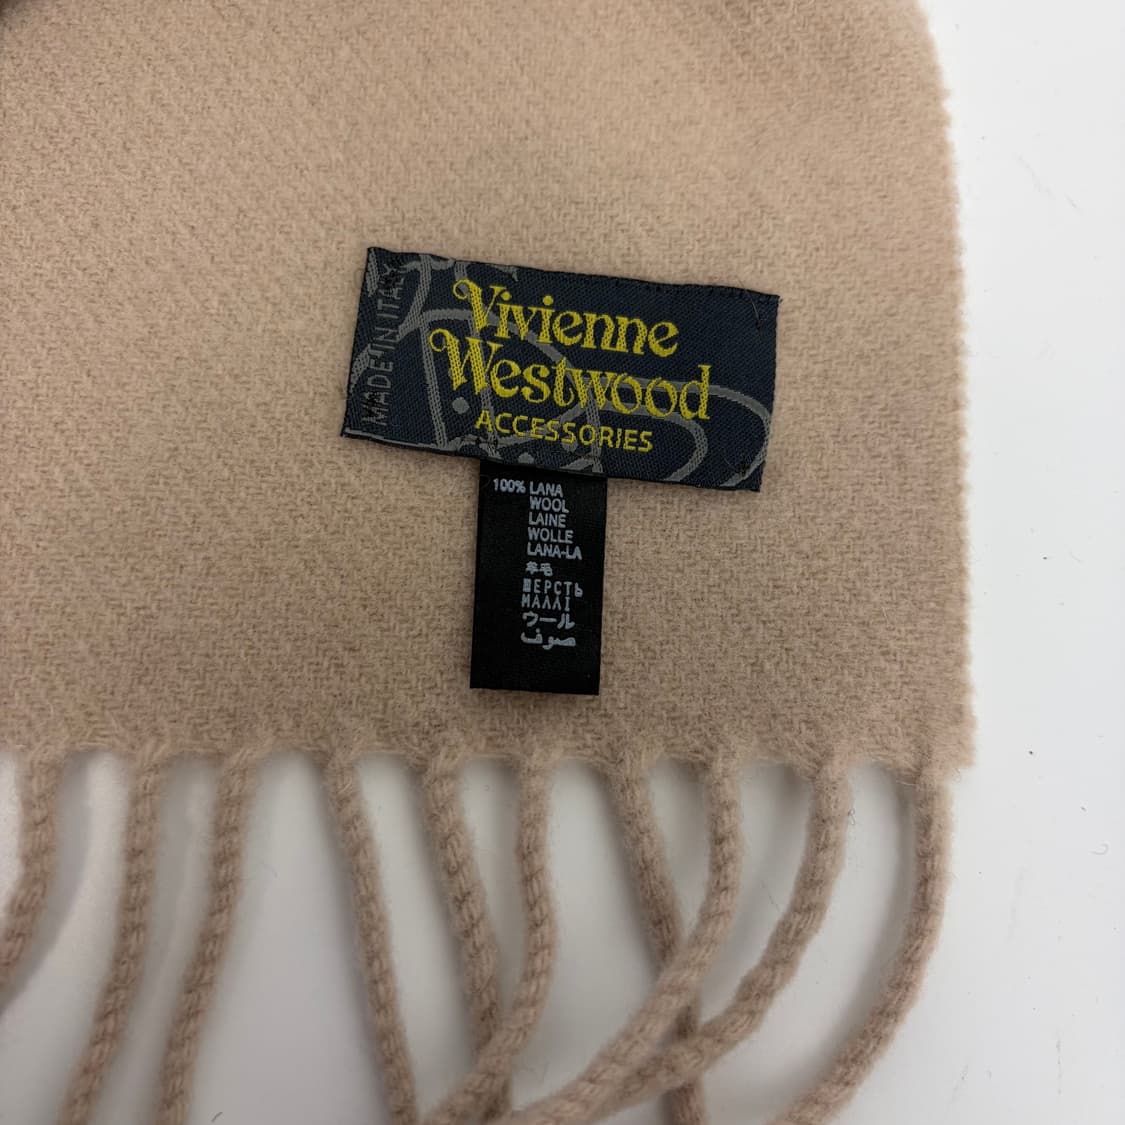 MADE IN ITALY
Vivienne
Westwood
ACCESSORIES
100% LANA
WOOL
LAINE
WOLLE
LANA-LA
羊毛
ШЕРСТЬ
ΜΑΛΛΙ
ウール
صوف